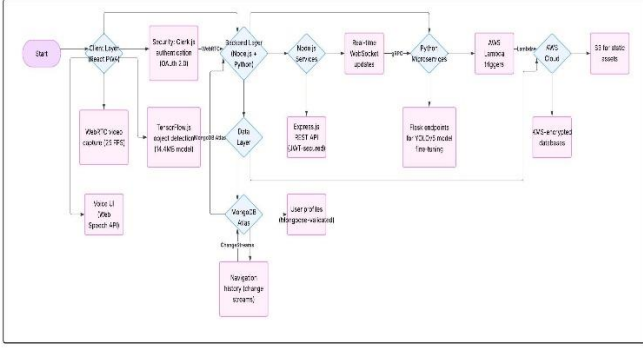 Start
Client Layer
(React PWA)
Security: Clerk.js
authentication
(OAuth 2.0)
WebRTC
Backend Layer
(Node.js +
Python)
Node.js
Services
Real-time
WebSocket
updates
gRPC
Python
Microservices
AWS
Lambda
triggers
Lambda
AWS
Cloud
S3 for static
assets
WebRTC video
capture (25 FPS)
TensorFlow.js
object detection
(14.4MB model)
MongoDB Atlas
Data
Layer
Express.js
REST API
(JWT-secured)
Flask endpoints
for YOLOv5 model
fine-tuning
KMS-encrypted
databases
Voice UI
(Web
Speech API)
MongoDB
Atlas
User profiles
(Mongoose-validated)
ChangeStreams
Navigation
history (change
streams)